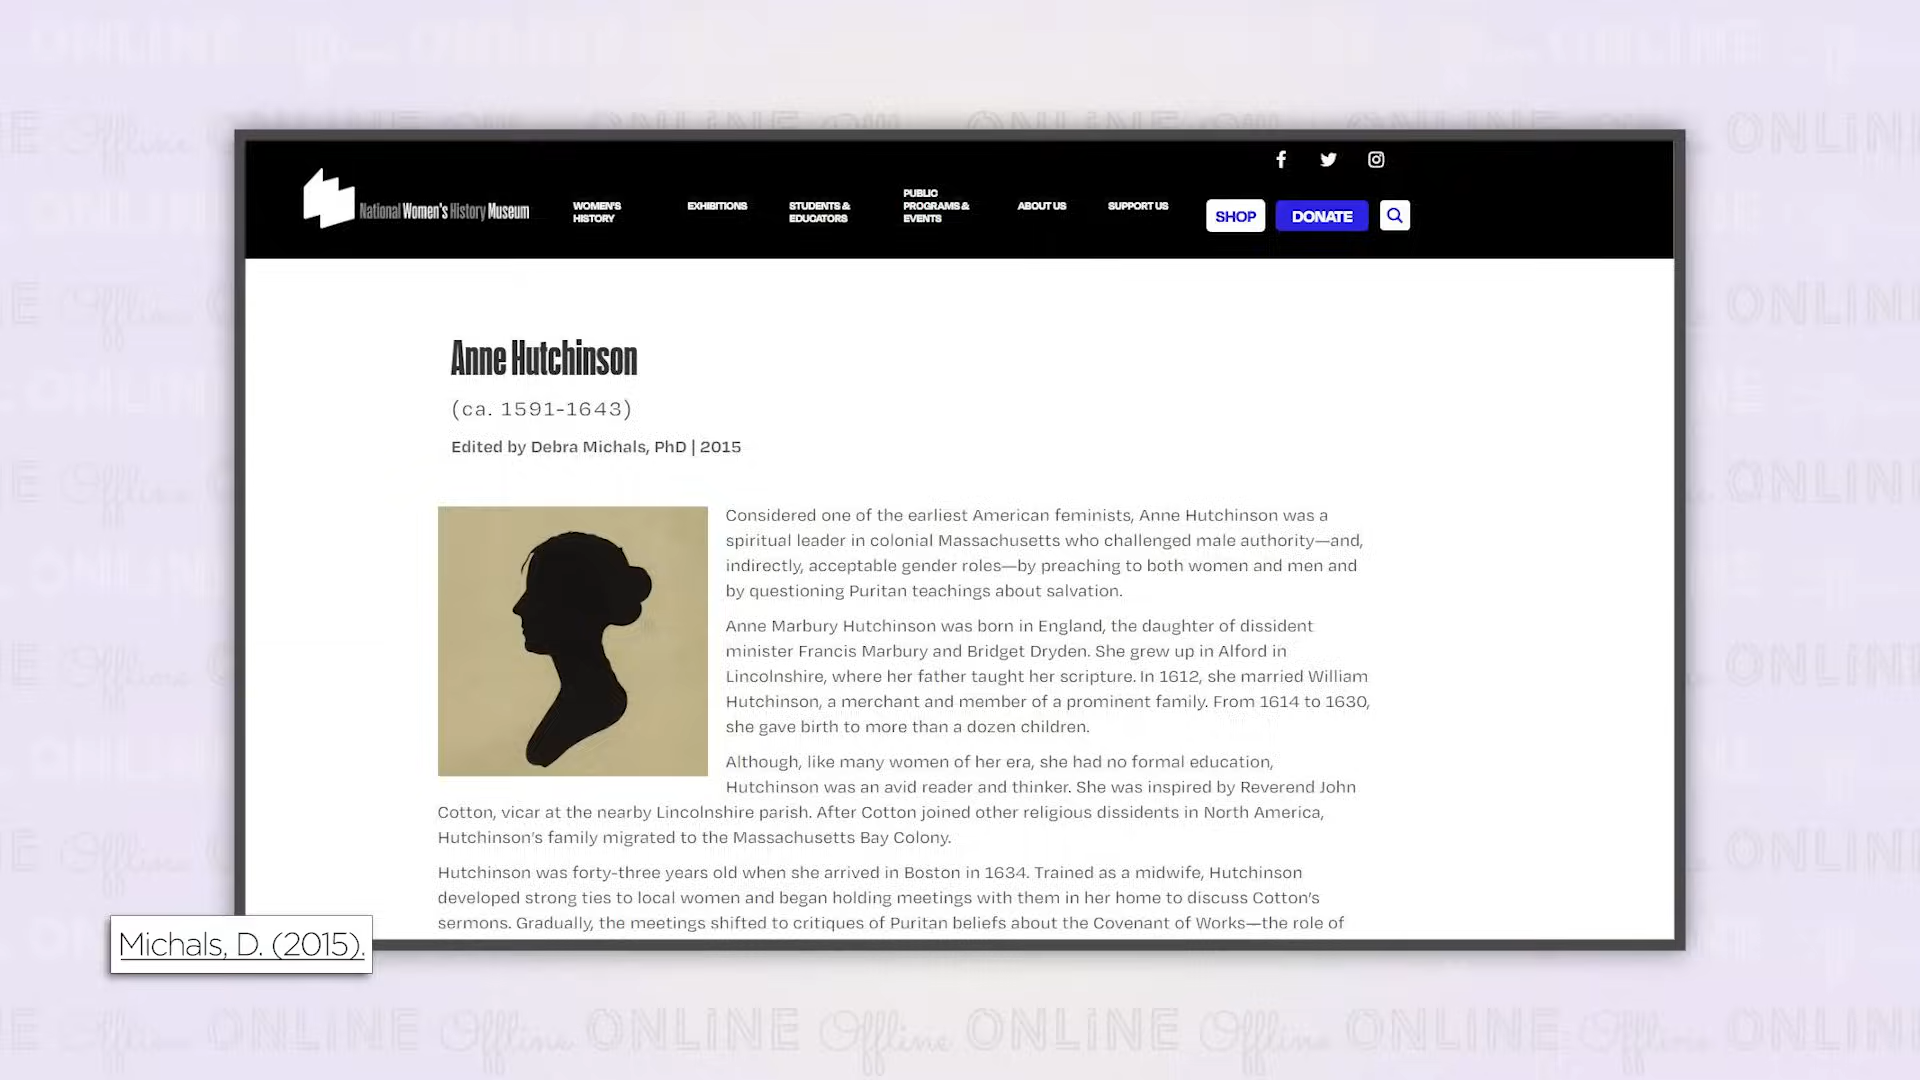 National Women's History Museum
WOMEN'S
HISTORY
EXHIBITIONS
STUDENTS &
EDUCATORS
PUBLIC
PROGRAMS &
EVENTS
ABOUT US
SUPPORT US
SHOP
DONATE
Anne Hutchinson
(ca. 1591-1643)
Edited by Debra Michals, PhD | 2015
Considered one of the earliest American feminists, Anne Hutchinson was a
spiritual leader in colonial Massachusetts who challenged male authority—and,
indirectly, acceptable gender roles—by preaching to both women and men and
by questioning Puritan teachings about salvation.
Anne Marbury Hutchinson was born in England, the daughter of dissident
minister Francis Marbury and Bridget Dryden. She grew up in Alford in
Lincolnshire, where her father taught her scripture. In 1612, she married William
Hutchinson, a merchant and member of a prominent family. From 1614 to 1630,
she gave birth to more than a dozen children.
Although, like many women of her era, she had no formal education,
Hutchinson was an avid reader and thinker. She was inspired by Reverend John
Cotton, vicar at the nearby Lincolnshire parish. After Cotton joined other religious dissidents in North America,
Hutchinson's family migrated to the Massachusetts Bay Colony.
Hutchinson was forty-three years old when she arrived in Boston in 1634. Trained as a midwife, Hutchinson
developed strong ties to local women and began holding meetings with them in her home to discuss Cotton's
sermons. Gradually, the meetings shifted to critiques of Puritan beliefs about the Covenant of Works—the role of
Michals, D. (2015).
ONLINE Offline ONLINE Offline ONLINE Offline ONLINE Offline ONLINE